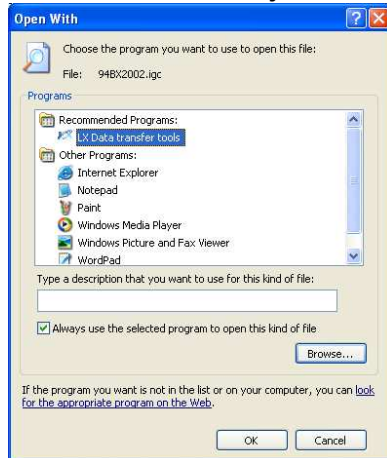 Open With
Choose the program you want to use to open this file:
File: 94BX2002.igc
Programs
Recommended Programs:
LX Data transfer tools
Other Programs:
Internet Explorer
Notepad
Paint
Windows Media Player
Windows Picture and Fax Viewer
WordPad
Type a description that you want to use for this kind of file:
Always use the selected program to open this kind of file
Browse...
If the program you want is not in the list or on your computer, you can look
for the appropriate program on the Web.
OK Cancel